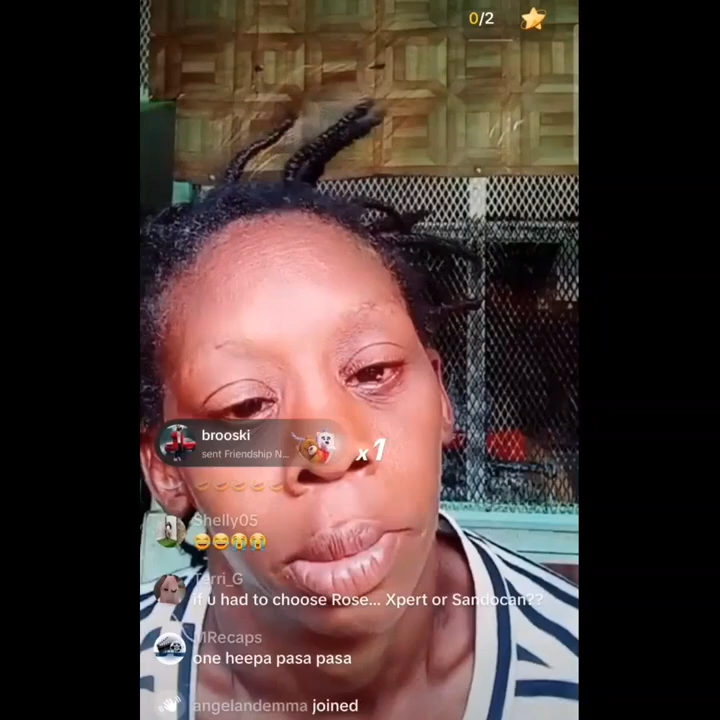 0/2
brooski
sent Friendship N...
x1
Shelly05
😆😆😭😭
Terri_G
if u had to choose Rose... Xpert or Sandocan??
MRecaps
one heepa pasa pasa
angelandemma joined